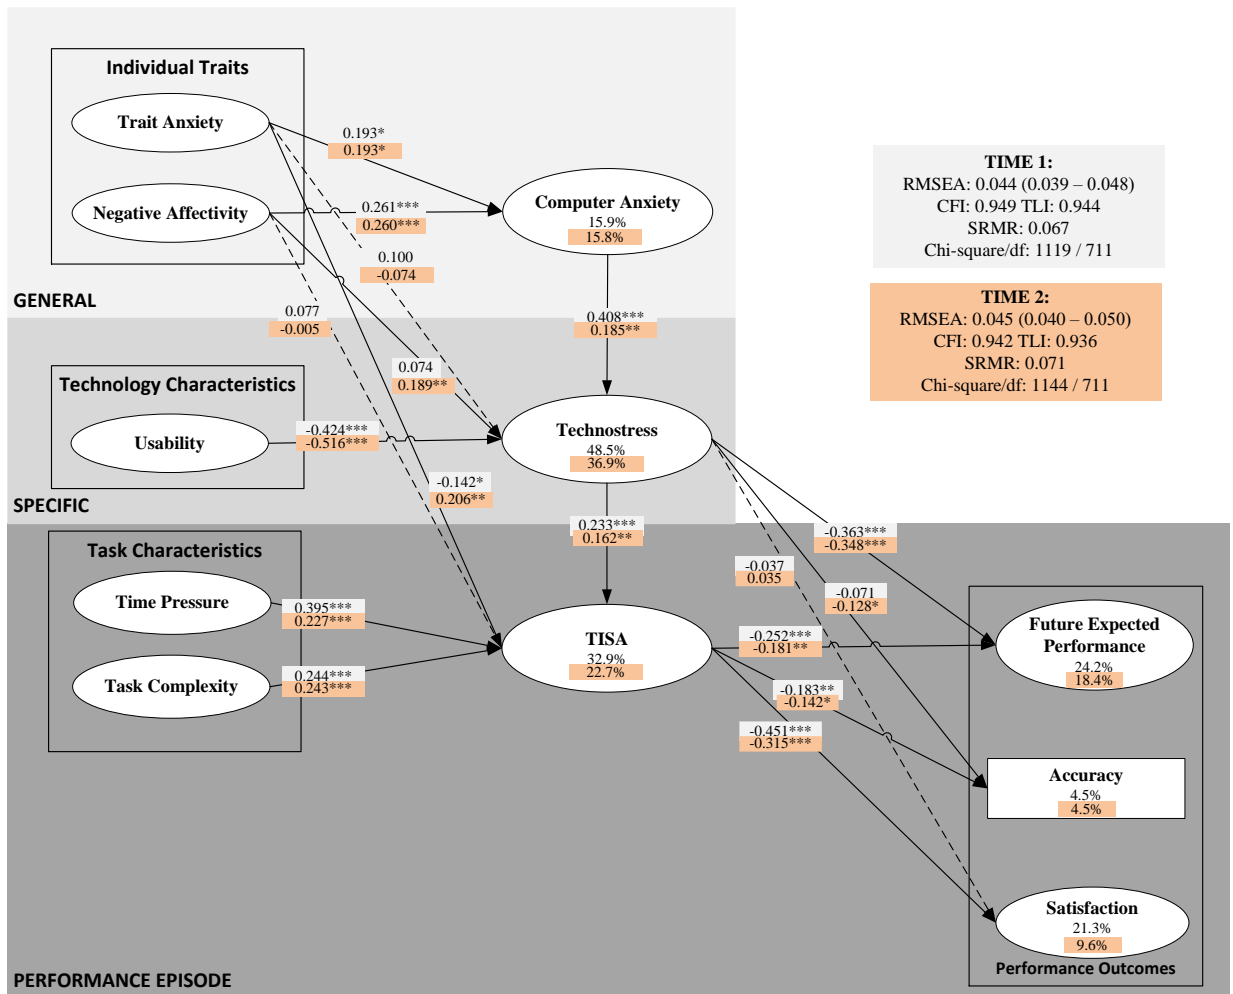 Individual Traits
Trait Anxiety
0.193*
0.193*
Negative Affectivity
0.261***
0.260***
Computer Anxiety
15.9%
15.8%
TIME 1:
RMSEA: 0.044 (0.039 – 0.048)
CFI: 0.949 TLI: 0.944
SRMR: 0.067
Chi-square/df: 1119 / 711
0.100
-0.074
GENERAL
0.077
-0.005
0.408***
0.185**
TIME 2:
RMSEA: 0.045 (0.040 – 0.050)
CFI: 0.942 TLI: 0.936
SRMR: 0.071
Chi-square/df: 1144 / 711
Technology Characteristics
0.074
0.189**
Usability
-0.424***
-0.516***
Technostress
48.5%
36.9%
-0.142*
0.206**
SPECIFIC
0.233***
0.162**
-0.363***
-0.348***
Task Characteristics
-0.037
0.035
-0.071
-0.128*
Time Pressure
0.395***
0.227***
Task Complexity
0.244***
0.243***
TISA
32.9%
22.7%
-0.252***
-0.181**
Future Expected
Performance
24.2%
18.4%
-0.183**
-0.142*
-0.451***
-0.315***
Accuracy
4.5%
4.5%
Satisfaction
21.3%
9.6%
Performance Outcomes
PERFORMANCE EPISODE